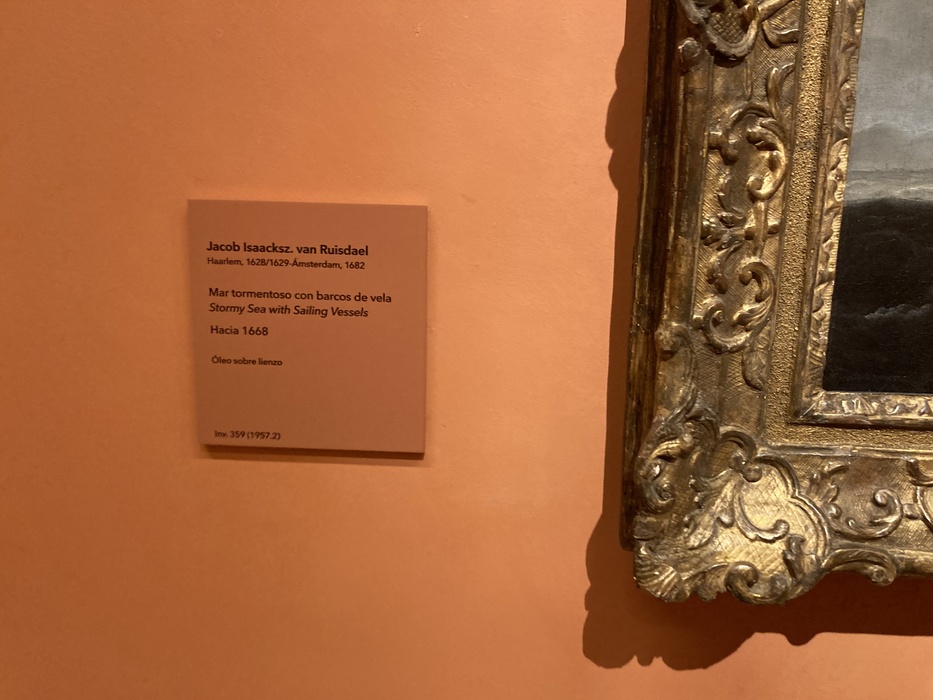 Jacob Isaacksz. van Ruisdael
Haarlem, 1628/1629-Ámsterdam, 1682
Mar tormentoso con barcos de vela
Stormy Sea with Sailing Vessels
Hacia 1668
Óleo sobre lienzo
Inv. 359 (1957.2)